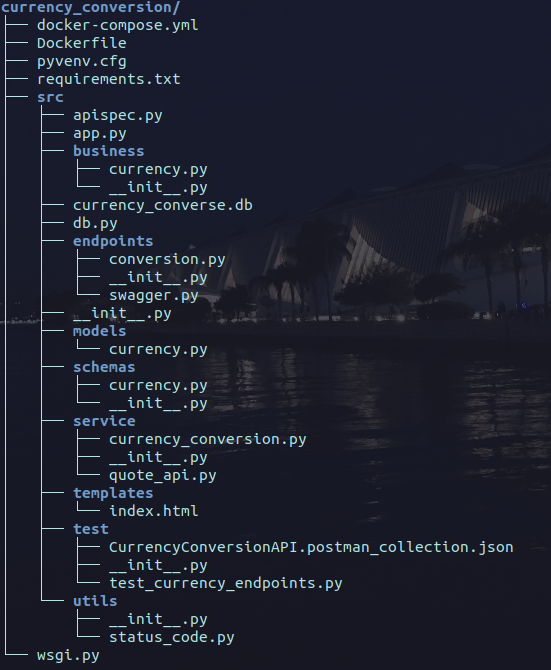 currency_conversion/
├── docker-compose.yml
├── Dockerfile
├── pyvenv.cfg
├── requirements.txt
├── src
│   ├── apispec.py
│   ├── app.py
│   ├── business
│   │   ├── currency.py
│   │   └── __init__.py
│   ├── currency_converse.db
│   ├── db.py
│   ├── endpoints
│   │   ├── conversion.py
│   │   ├── __init__.py
│   │   └── swagger.py
│   ├── __init__.py
│   ├── models
│   │   └── currency.py
│   ├── schemas
│   │   ├── currency.py
│   │   └── __init__.py
│   ├── service
│   │   ├── currency_conversion.py
│   │   ├── __init__.py
│   │   └── quote_api.py
│   ├── templates
│   │   └── index.html
│   ├── test
│   │   ├── CurrencyConversionAPI.postman_collection.json
│   │   ├── __init__.py
│   │   └── test_currency_endpoints.py
│   └── utils
│       ├── __init__.py
│       └── status_code.py
└── wsgi.py